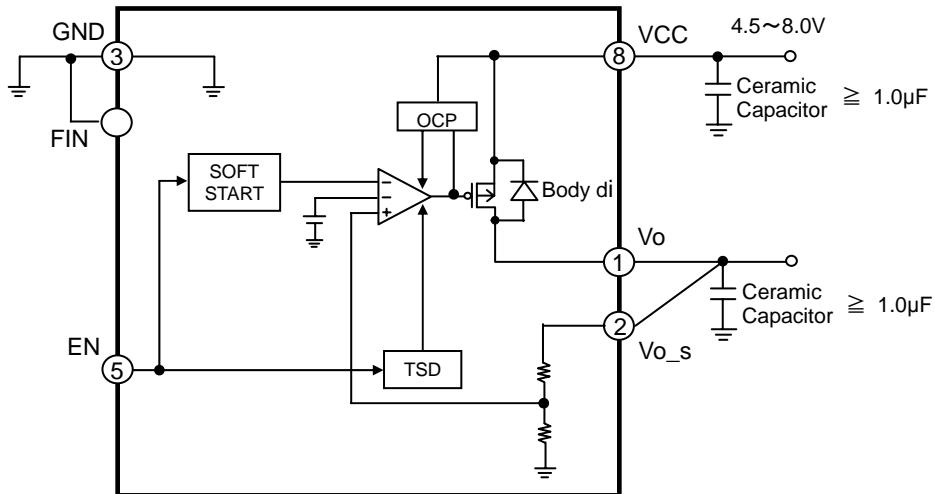 GND
3
FIN
VCC
8
4.5～8.0V
Ceramic
Capacitor ≧ 1.0µF
OCP
SOFT
START
−
−
+
Body di
Vo
1
Ceramic
Capacitor ≧ 1.0µF
2
Vo_s
EN
5
TSD